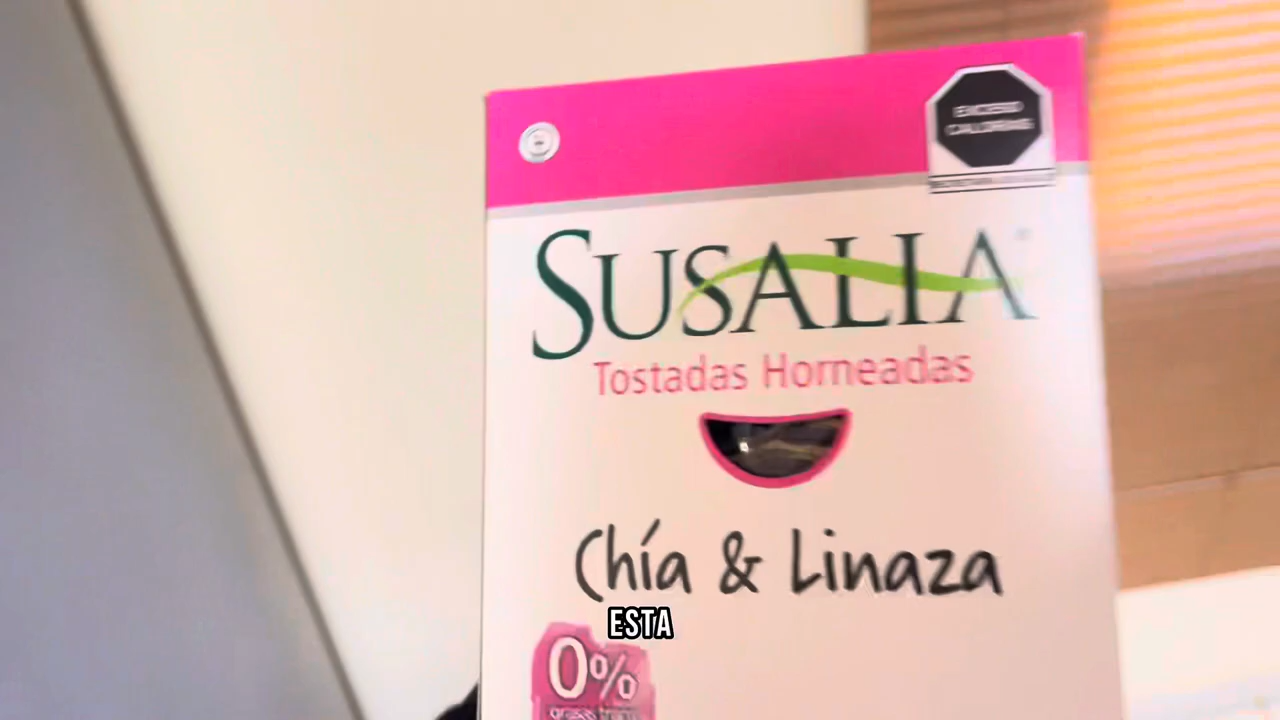 EXCESO
CALORÍAS
SUSALIA
Tostadas Horneadas
Chía & Linaza
ESTA
0%